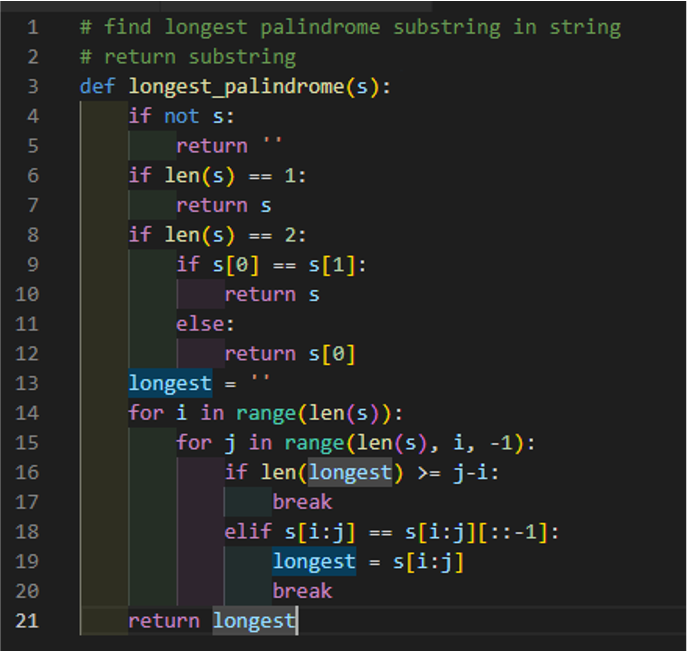 1 # find longest palindrome substring in string
2 # return substring
3 def longest_palindrome(s):
4     if not s:
5         return ''
6     if len(s) == 1:
7         return s
8     if len(s) == 2:
9         if s[0] == s[1]:
10             return s
11         else:
12             return s[0]
13     longest = ''
14     for i in range(len(s)):
15         for j in range(len(s), i, -1):
16             if len(longest) >= j-i:
17                 break
18             elif s[i:j] == s[i:j][::-1]:
19                 longest = s[i:j]
20                 break
21     return longest